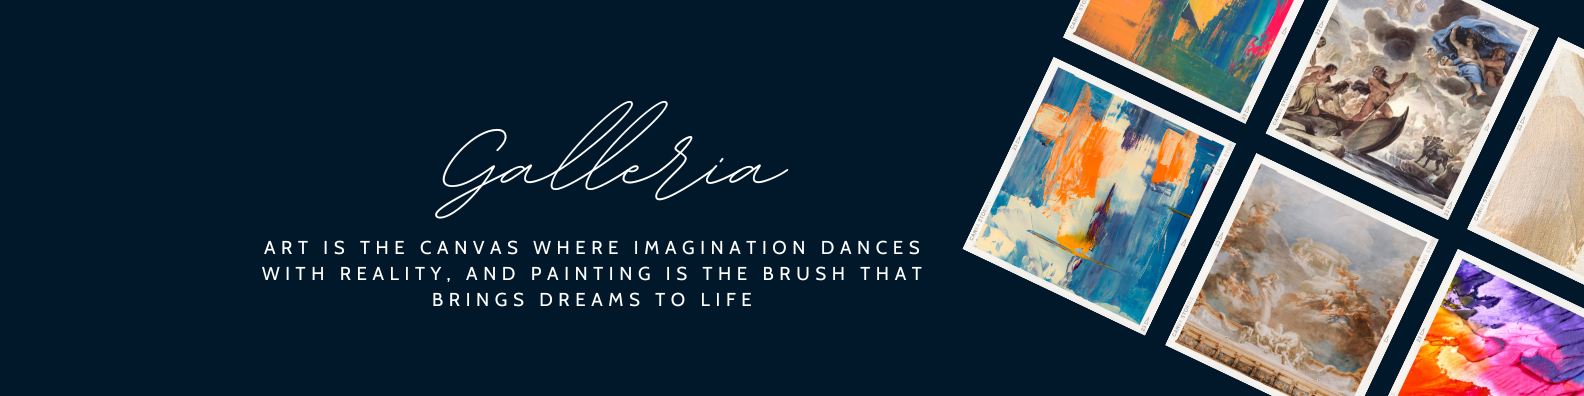 Galleria
ART IS THE CANVAS WHERE IMAGINATION DANCES
WITH REALITY, AND PAINTING IS THE BRUSH THAT
BRINGS DREAMS TO LIFE